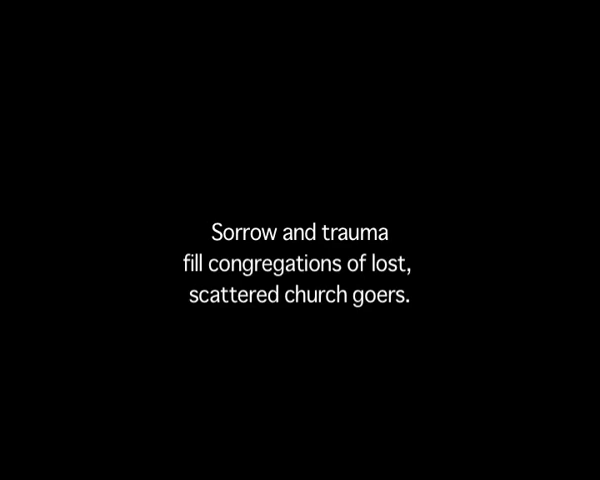 Sorrow and trauma
fill congregations of lost,
scattered church goers.